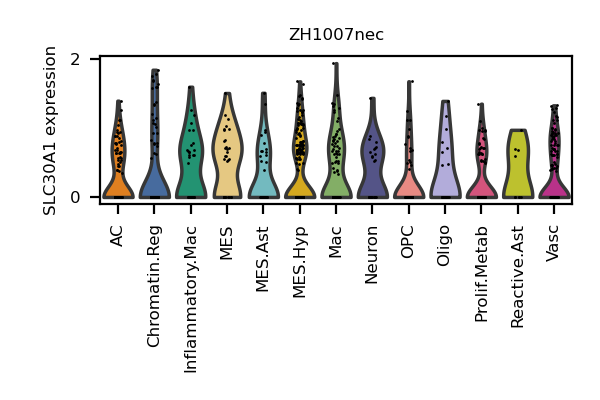 ZH1007nec
SLC30A1 expression
2
0
AC
Chromatin.Reg
Inflammatory.Mac
MES
MES.Ast
MES.Hyp
Mac
Neuron
OPC
Oligo
Prolif.Metab
Reactive.Ast
Vasc